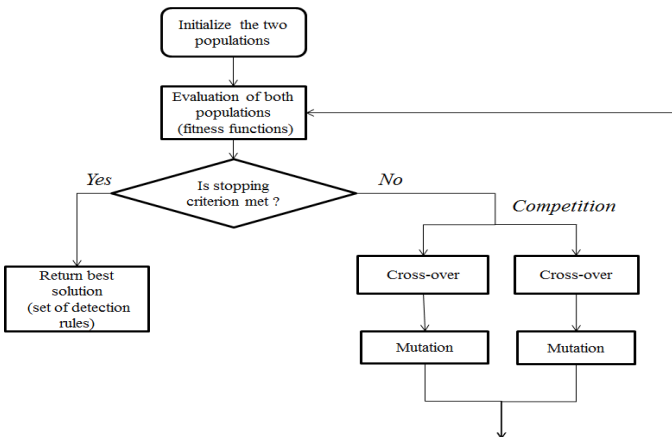 Initialize the two
populations
Evaluation of both
populations
(fitness functions)
Yes
Is stopping
criterion met ?
No
Competition
Return best
solution
(set of detection
rules)
Cross-over
Cross-over
Mutation
Mutation